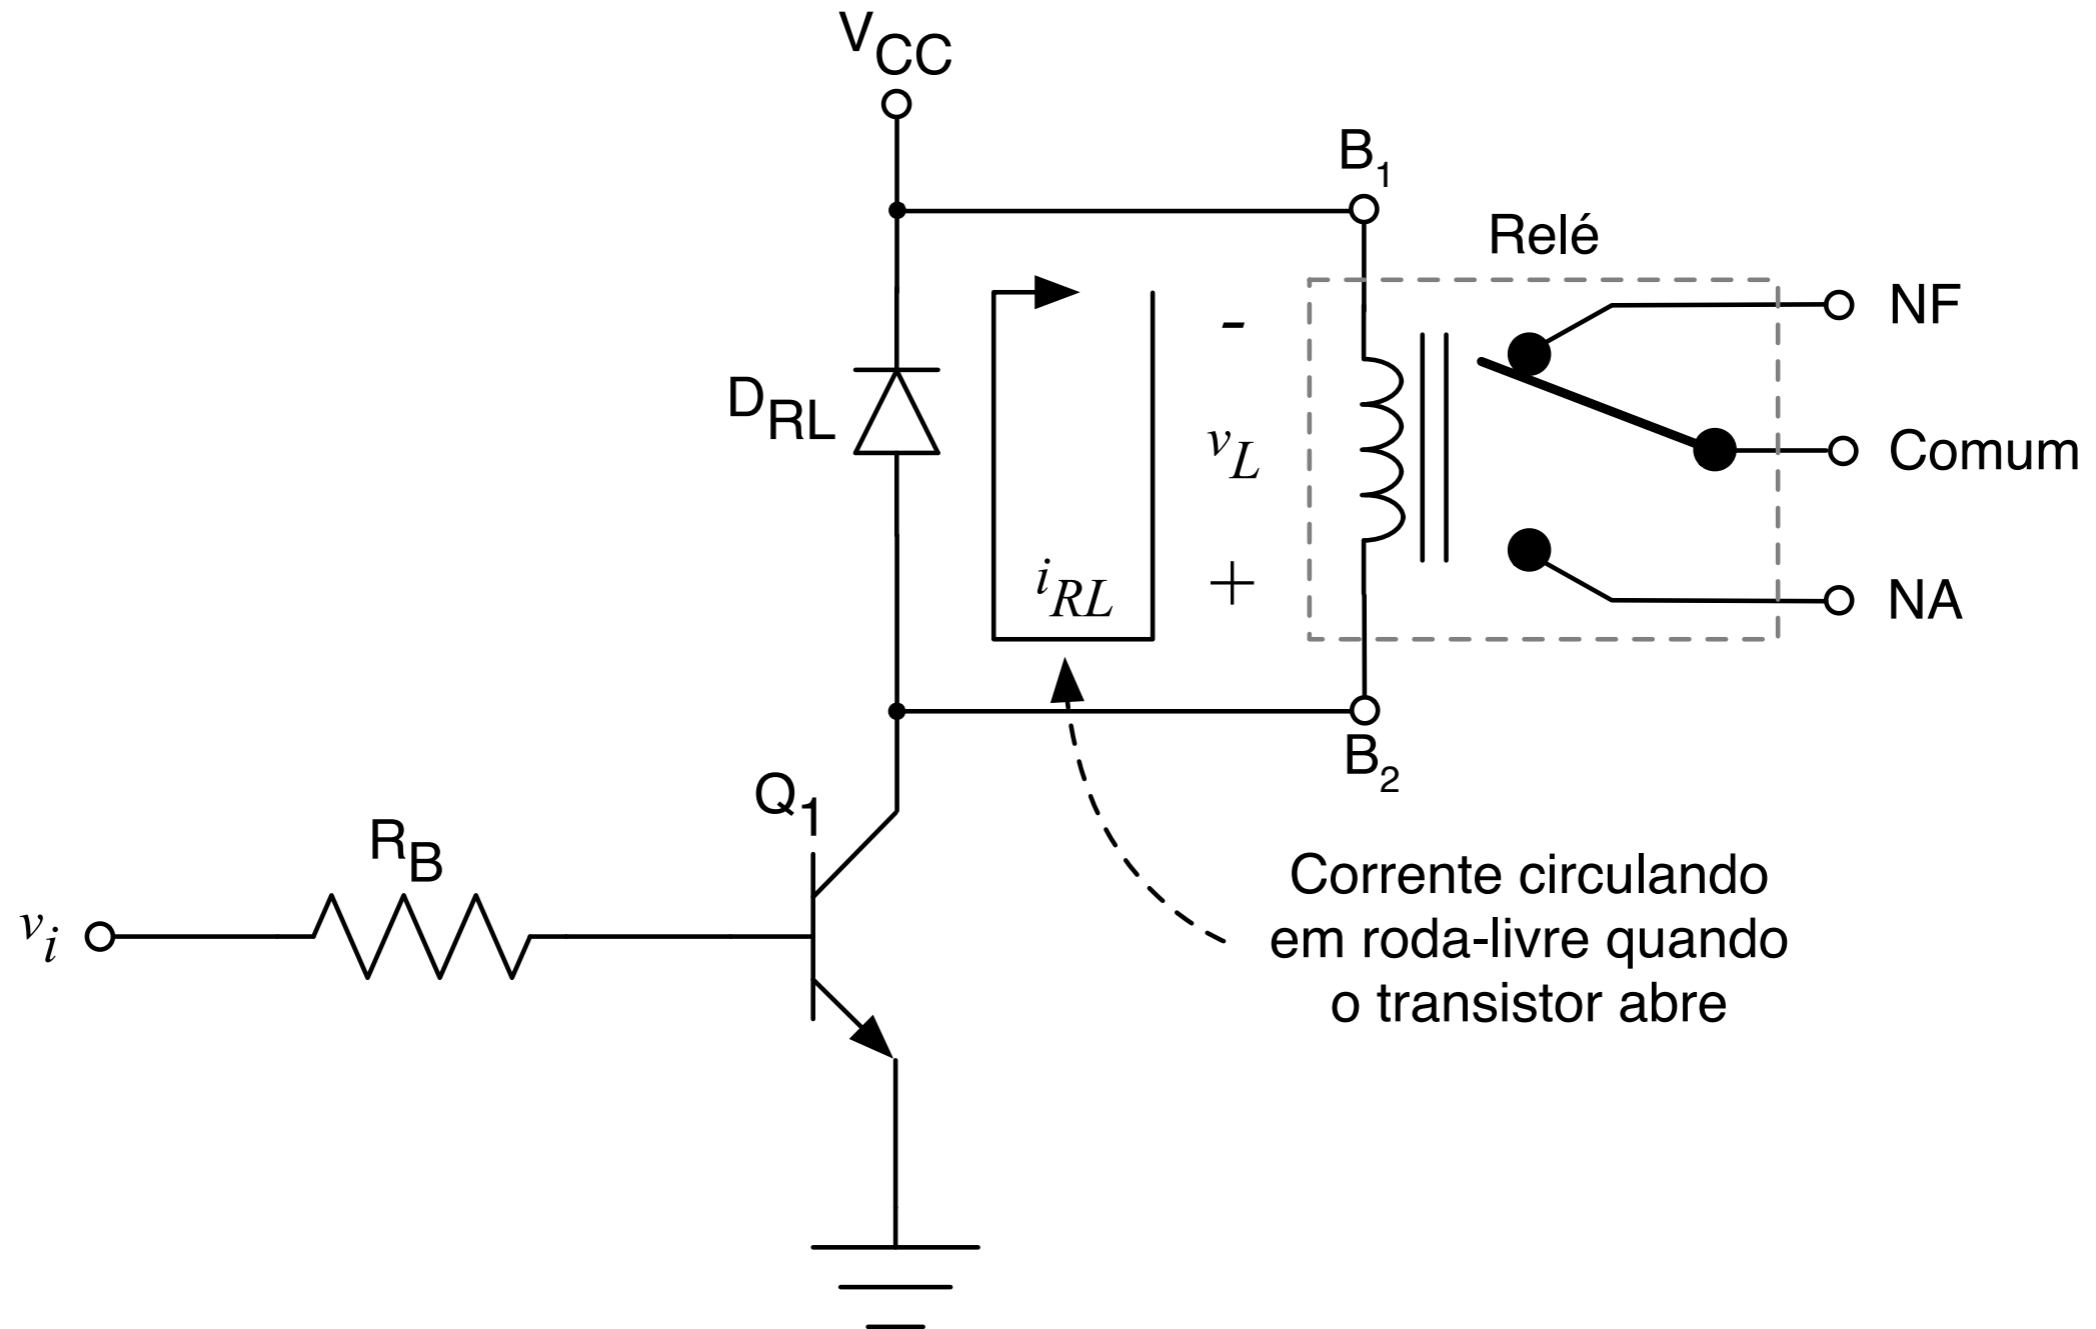 VCC
B1
Relé
NF
DRL
-
vL
Comum
iRL
+
NA
B2
Q1
RB
vi
Corrente circulando
em roda-livre quando
o transistor abre